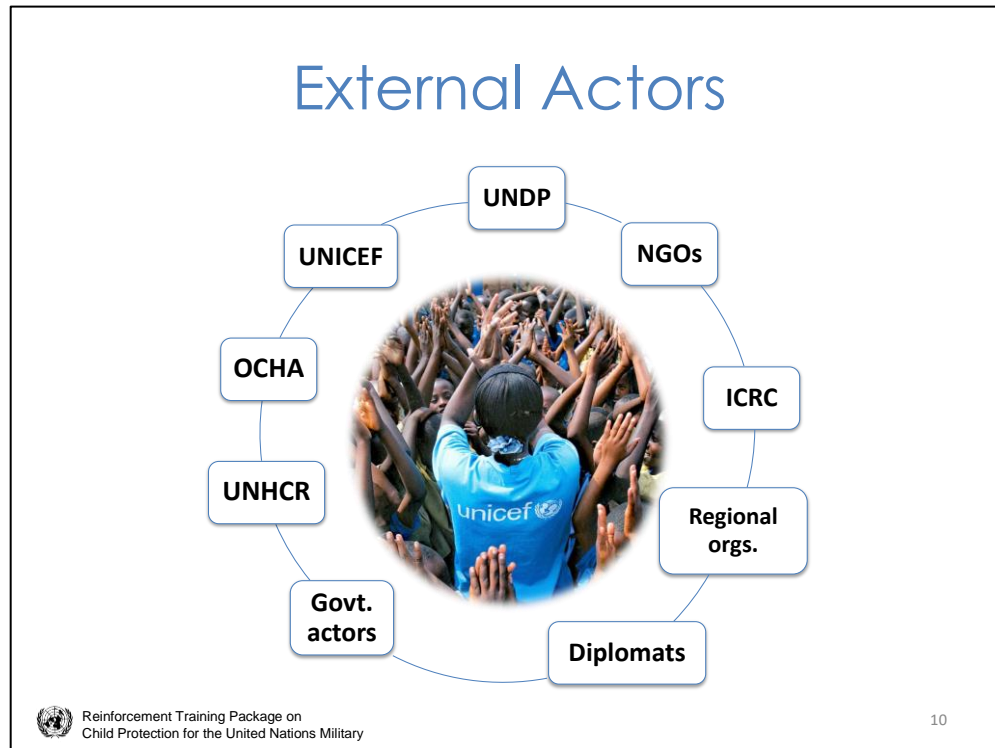 External Actors
UNDP
NGOs
ICRC
Regional
orgs.
Diplomats
Govt.
actors
UNHCR
OCHA
UNICEF
unicef
Reinforcement Training Package on
Child Protection for the United Nations Military
10